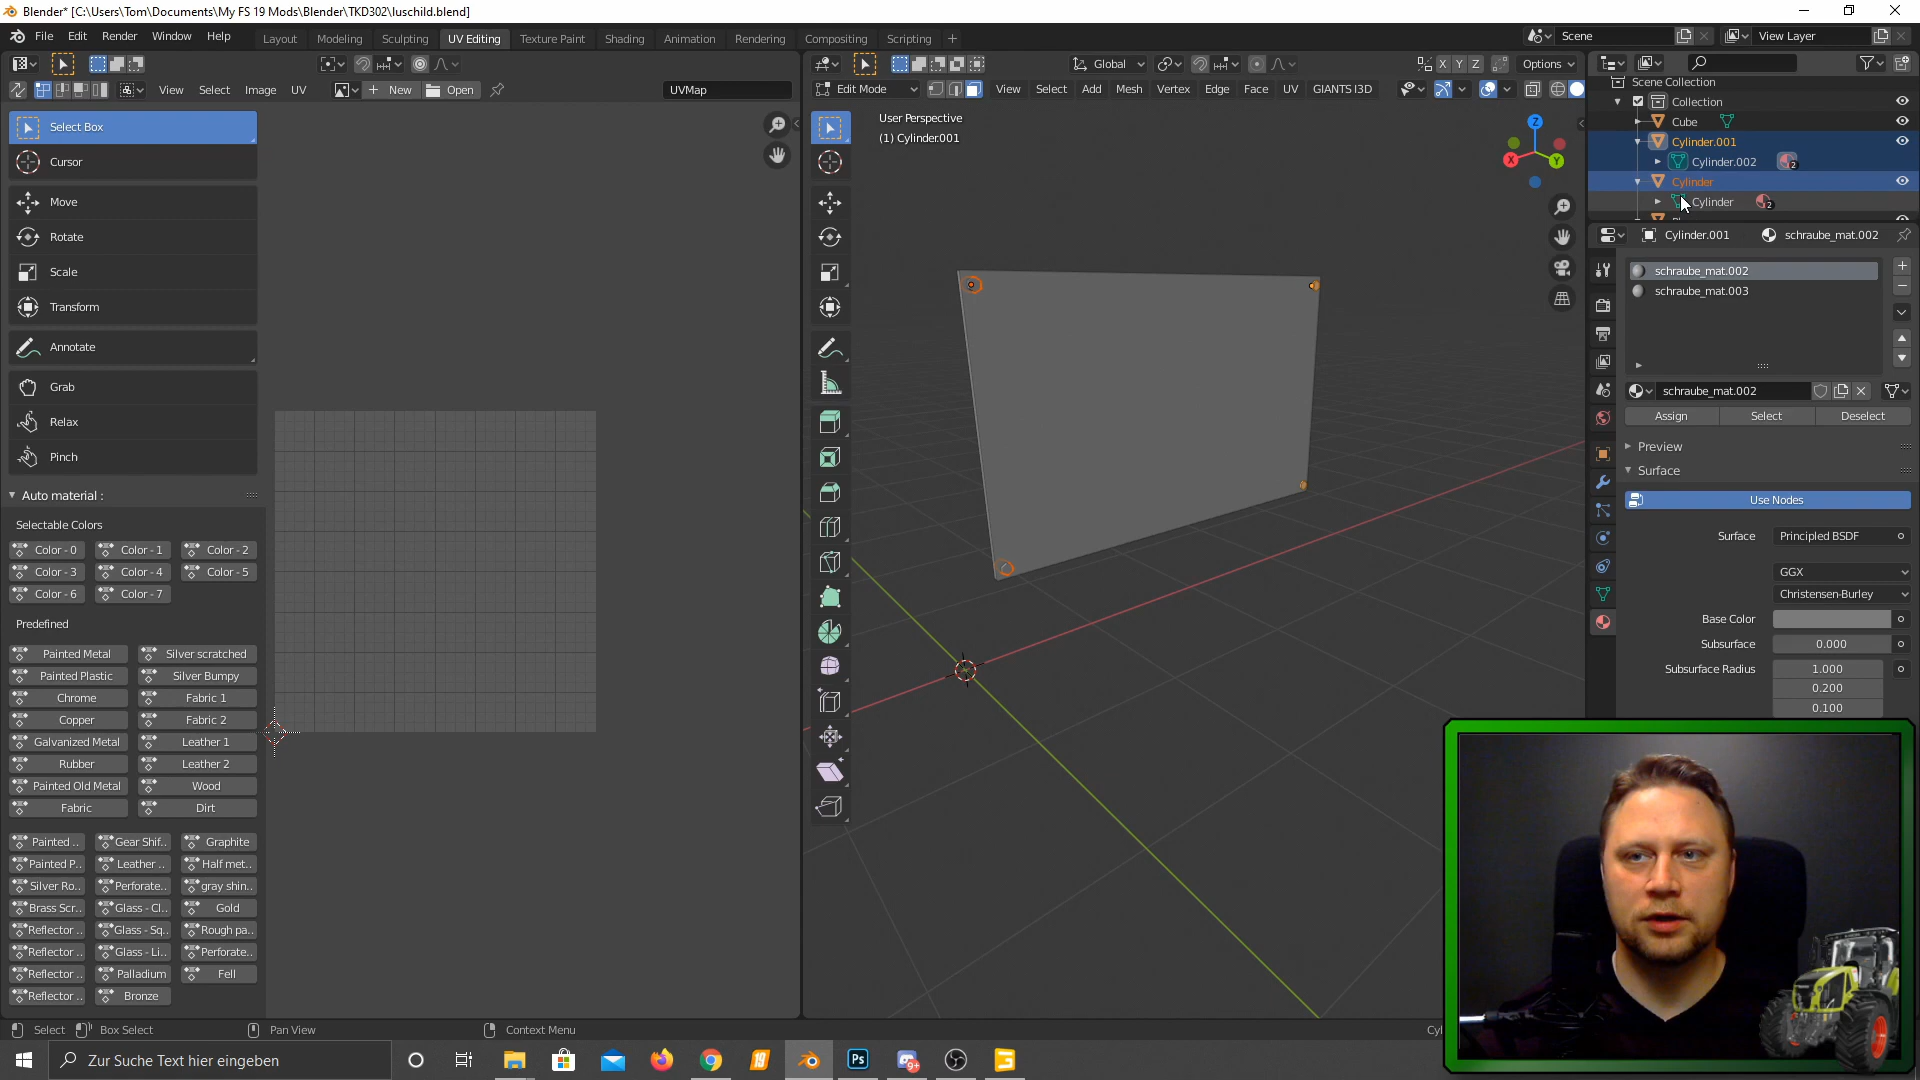 Blender* [C:\Users\Tom\Documents\My FS 19 Mods\Blender\TKD302\luschild.blend]
File Edit Render Window Help
Layout Modeling Sculpting UV Editing Texture Paint Shading Animation Rendering Compositing Scripting
Scene View Layer
Global X Y Z Options
View Select Image UV New Open UVMap
Edit Mode View Select Add Mesh Vertex Edge Face UV GIANTS I3D
Select Box
Cursor
Move
Rotate
Scale
Transform
Annotate
Grab
Relax
Pinch
Auto material :
Selectable Colors
Color - 0 Color - 1 Color - 2
Color - 3 Color - 4 Color - 5
Color - 6 Color - 7
Predefined
Painted Metal Silver scratched
Painted Plastic Silver Bumpy
Chrome Fabric 1
Copper Fabric 2
Galvanized Metal Leather 1
Rubber Leather 2
Painted Old Metal Wood
Fabric Dirt
Painted .. Gear Shif.. Graphite
Painted P.. Leather .. Half met..
Silver Ro.. Perforate.. gray shin..
Brass Scr.. Glass - Cl.. Gold
Reflector .. Glass - Sq.. Rough pa..
Reflector .. Glass - Li.. Perforate..
Reflector .. Palladium Fell
Reflector .. Bronze
User Perspective
(1) Cylinder.001
Z
X
Y
Scene Collection
Collection
Cube
Cylinder.001
Cylinder.002 2
Cylinder
Cylinder 2
Cylinder.001 schraube_mat.002
schraube_mat.002
schraube_mat.003
schraube_mat.002
Assign Select Deselect
Preview
Surface
Use Nodes
Surface Principled BSDF
GGX
Christensen-Burley
Base Color
Subsurface 0.000
Subsurface Radius 1.000
0.200
0.100
Select Box Select Pan View Context Menu
Zur Suche Text hier eingeben
19 Ps 9+